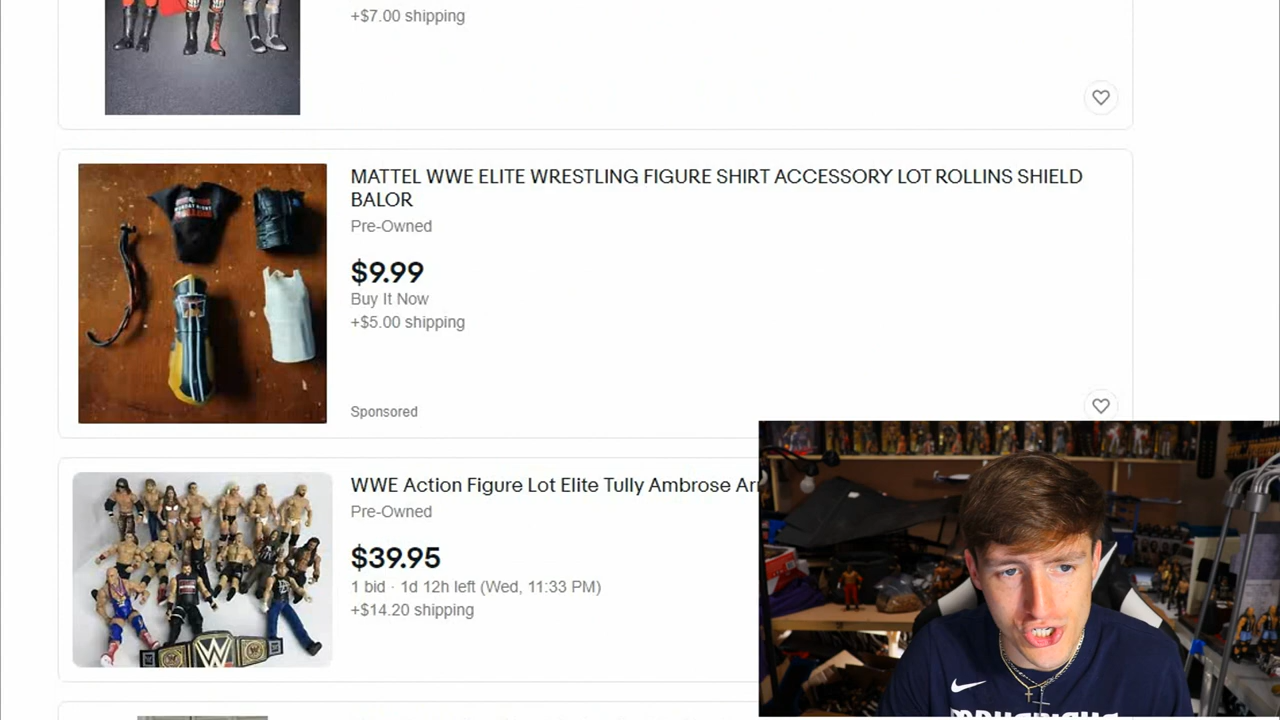 +$7.00 shipping
MATTEL WWE ELITE WRESTLING FIGURE SHIRT ACCESSORY LOT ROLLINS SHIELD
BALOR
Pre-Owned
$9.99
Buy It Now
+$5.00 shipping
Sponsored
WWE Action Figure Lot Elite Tully Ambrose
Pre-Owned
$39.95
1 bid · 1d 12h left (Wed, 11:33 PM)
+$14.20 shipping